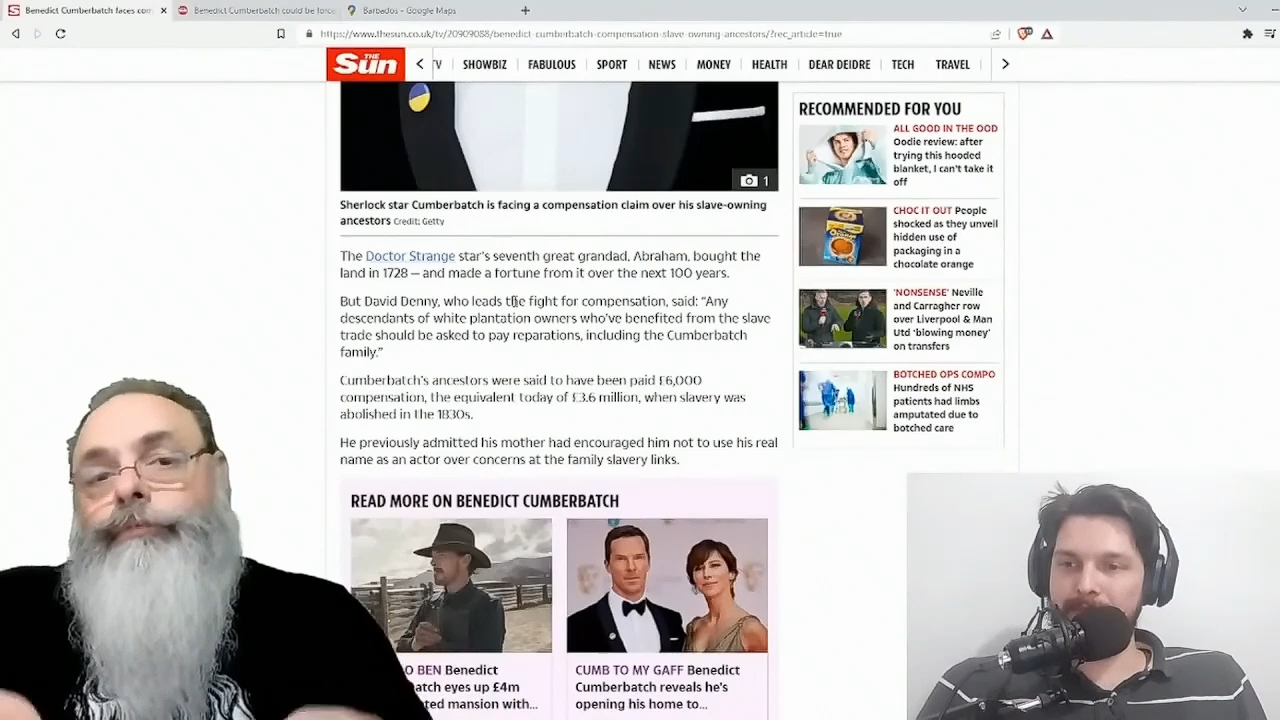 Benedict Cumberbatch faces com
Benedict Cumberbatch could be force
Barbados - Google Maps
https://www.thesun.co.uk/tv/20909088/benedict-cumberbatch-compensation-slave-owning-ancestors/?rec_article=true
THE Sun
TV SHOWBIZ FABULOUS SPORT NEWS MONEY HEALTH DEAR DEIDRE TECH TRAVEL
1
Sherlock star Cumberbatch is facing a compensation claim over his slave-owning
ancestors Credit: Getty
The Doctor Strange star's seventh great grandad, Abraham, bought the
land in 1728 — and made a fortune from it over the next 100 years.
But David Denny, who leads the fight for compensation, said: “Any
descendants of white plantation owners who’ve benefited from the slave
trade should be asked to pay reparations, including the Cumberbatch
family.”
Cumberbatch’s ancestors were said to have been paid £6,000
compensation, the equivalent today of £3.6 million, when slavery was
abolished in the 1830s.
He previously admitted his mother had encouraged him not to use his real
name as an actor over concerns at the family slavery links.
READ MORE ON BENEDICT CUMBERBATCH
O BEN Benedict
atch eyes up £4m
ted mansion with...
CUMB TO MY GAFF Benedict
Cumberbatch reveals he's
opening his home to...
RECOMMENDED FOR YOU
ALL GOOD IN THE OOD
Oodie review: after
trying this hooded
blanket, I can't take it
off
CHOC IT OUT People
shocked as they unveil
hidden use of
packaging in a
chocolate orange
'NONSENSE' Neville
and Carragher row
over Liverpool & Man
Utd ‘blowing money’
on transfers
BOTCHED OPS COMPO
Hundreds of NHS
patients had limbs
amputated due to
botched care